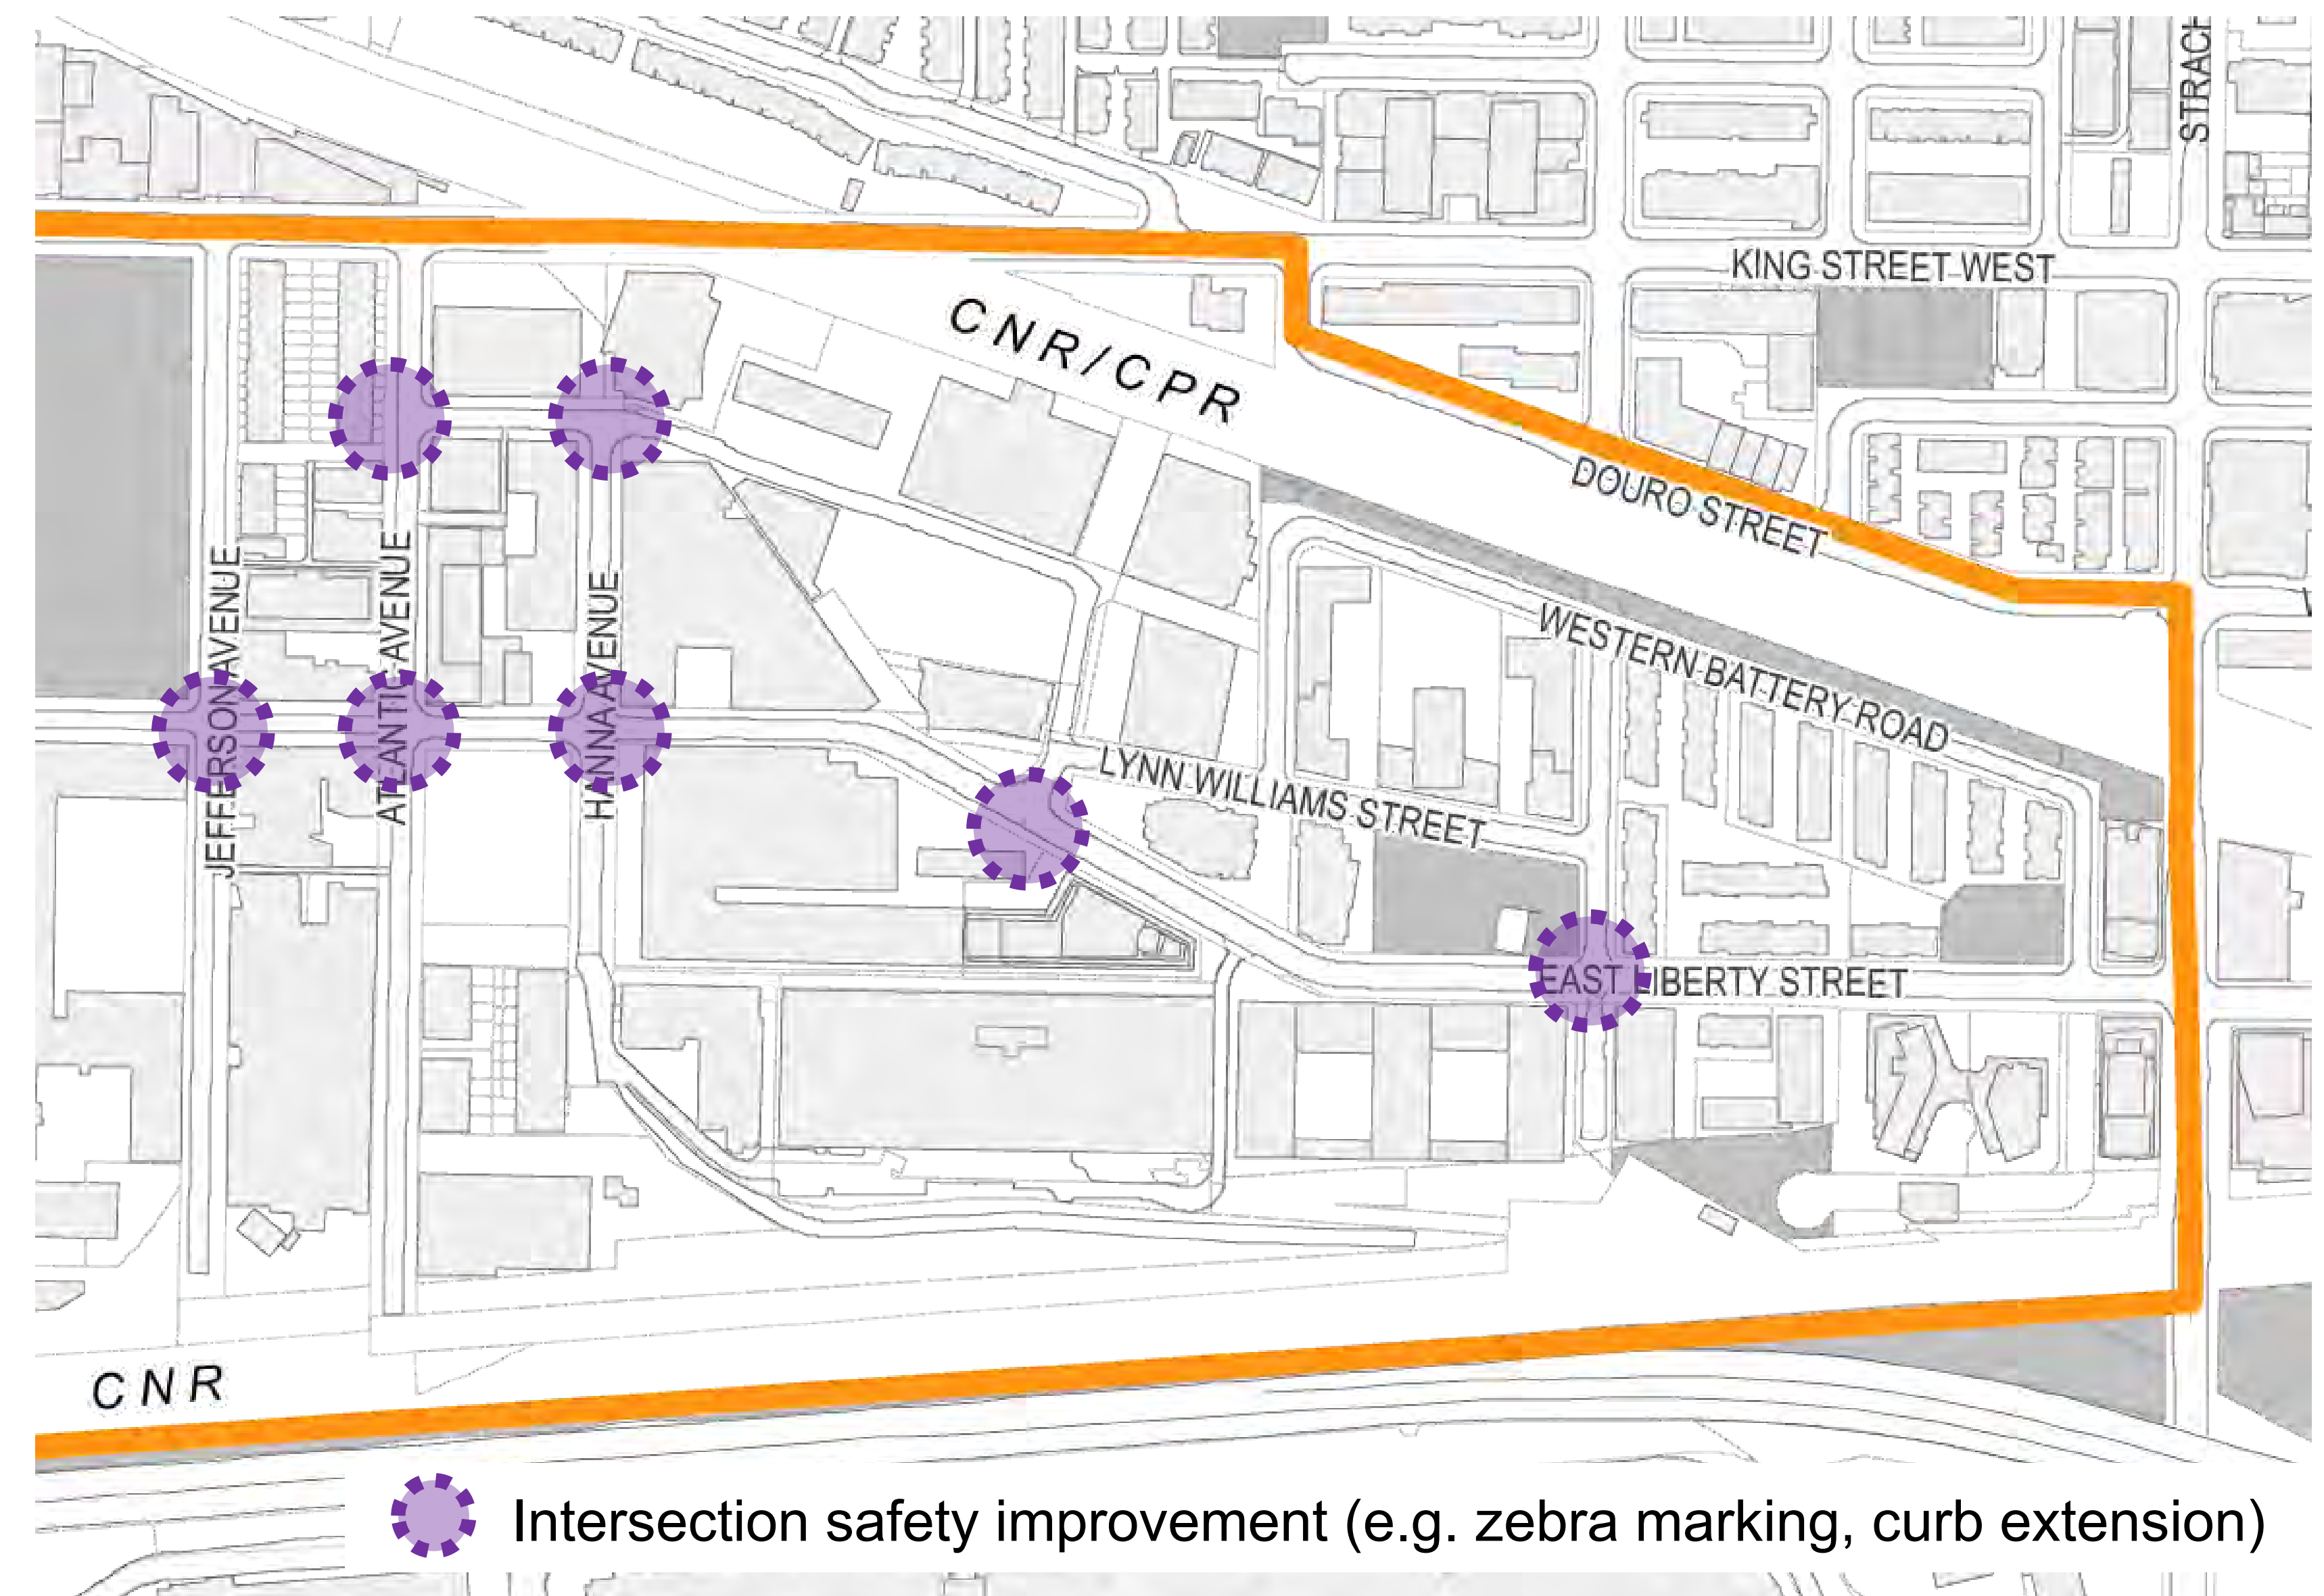 STRACH
KING STREET WEST
CNR/CPR
DOURO STREET
WESTERN BATTERY ROAD
JEFFERSON AVENUE
ATLANTIC AVENUE
HANNA AVENUE
LYNN WILLIAMS STREET
EAST LIBERTY STREET
CNR
Intersection safety improvement (e.g. zebra marking, curb extension)